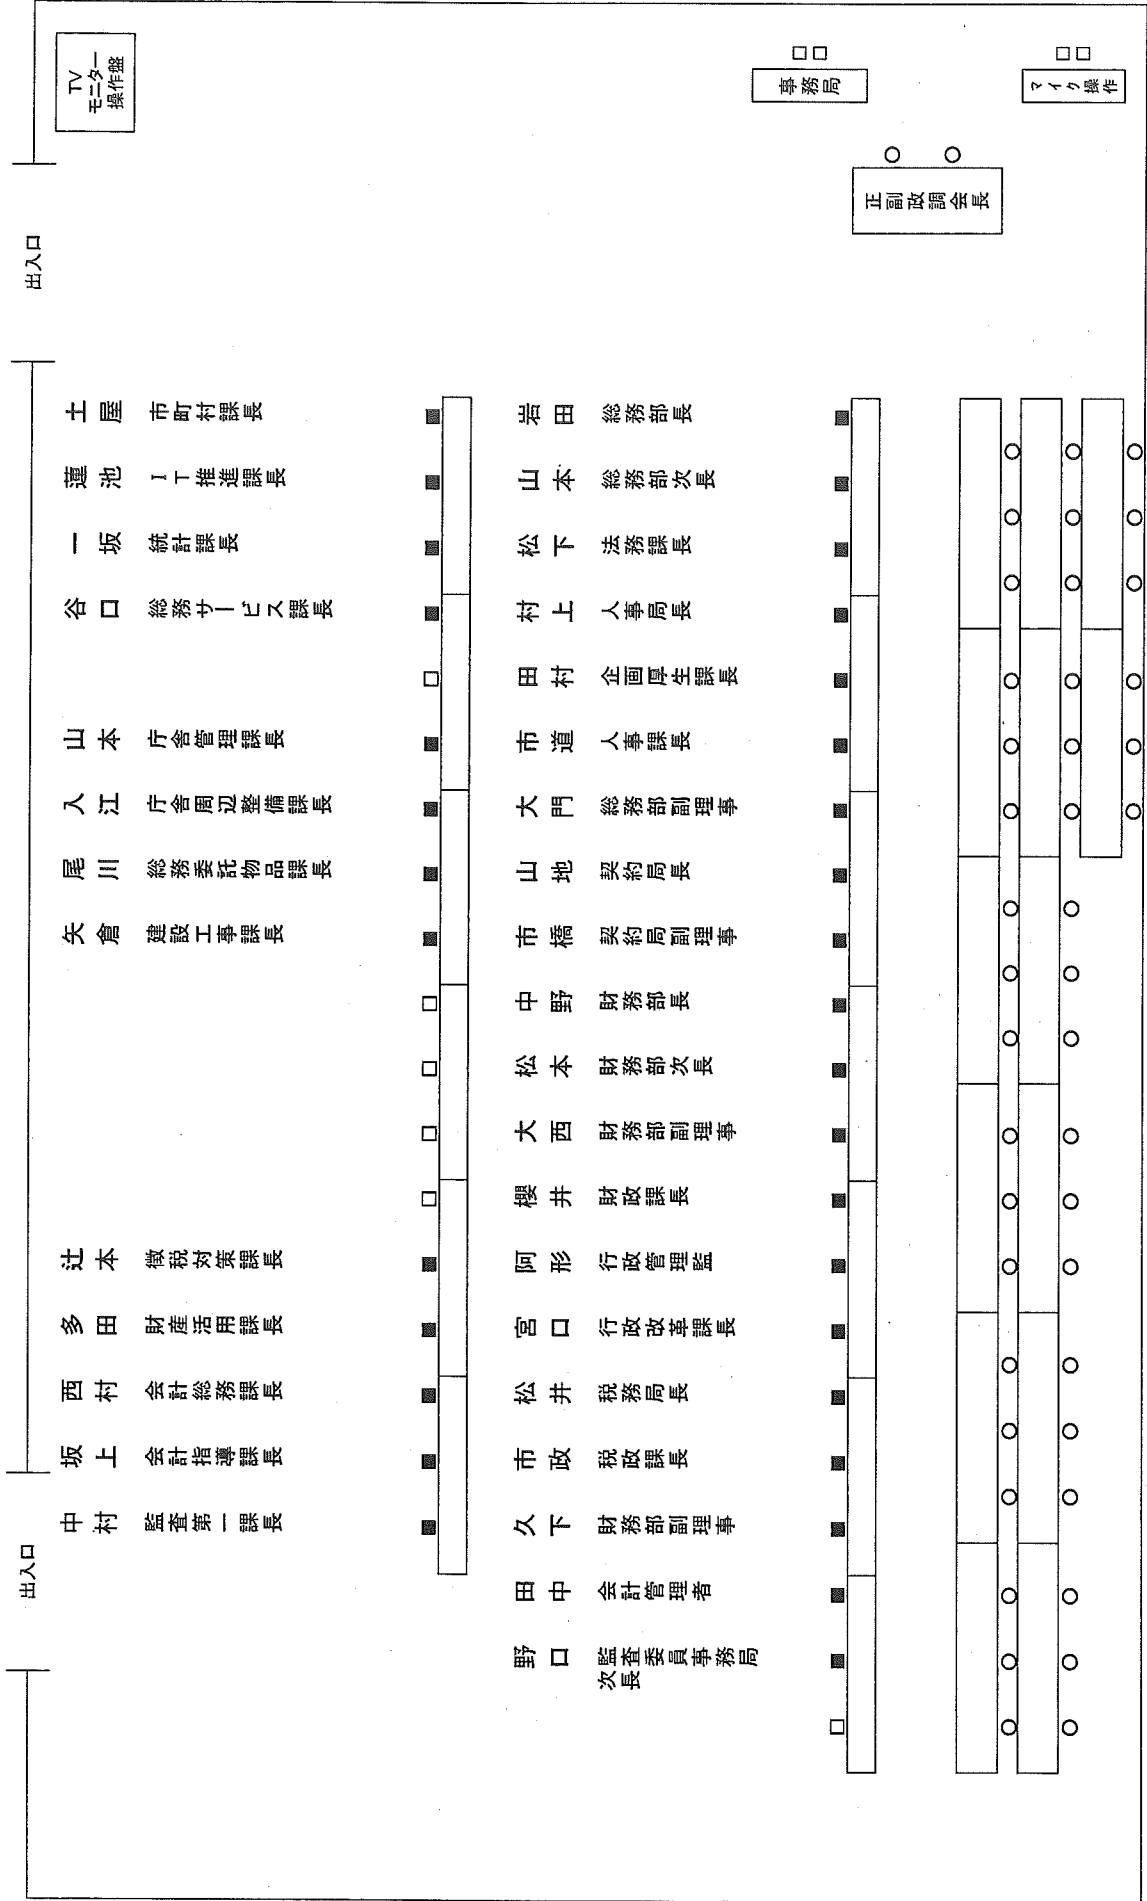 TV
モニター
操作盤
出入口
土屋 市町村課長
蓮池 IT推進課長
一坂 統計課長
谷口 総務サービス課長
山本 庁舎管理課長
入江 庁舎周辺整備課長
尾川 総務委託物品課長
矢倉 建設工事課長
辻本 徴税対策課長
多田 財産活用課長
西村 会計総務課長
坂上 会計指導課長
中村 監査第一課長
出入口
岩田 総務部長
山本 総務部次長
松下 法務課長
村上 人事局長
田村 企画厚生課長
市道 人事課長
大門 総務部副理事
山地 契約局長
市橋 契約局副理事
中野 財務部長
松本 財務部次長
大西 財務部副理事
櫻井 財政課長
阿形 行政管理監
宮口 行政改革課長
松井 税務局長
市政 税政課長
久下 財務部副理事
田中 会計管理者
野口 監査委員事務局
次長
事務局
マイク操作
正副政調会長